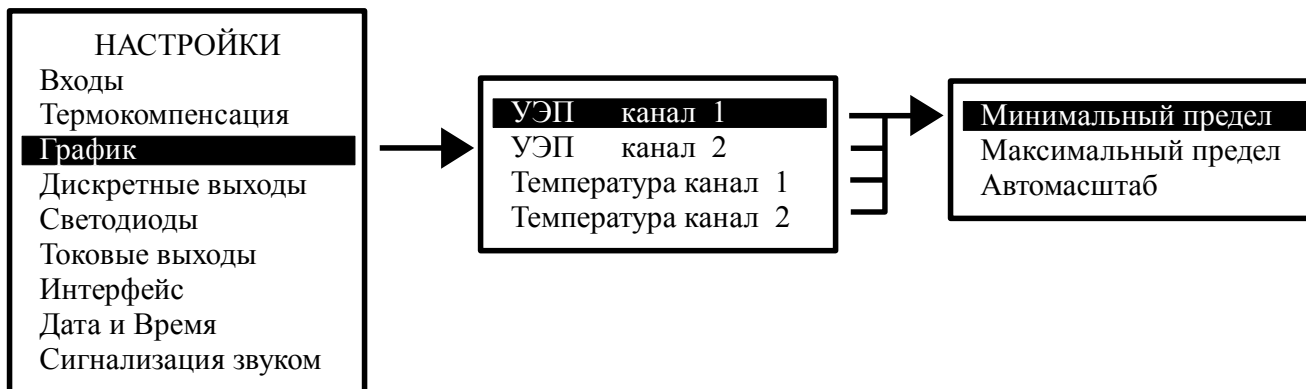 НАСТРОЙКИ
Входы
Термокомпенсация
График
Дискретные выходы
Светодиоды
Токовые выходы
Интерфейс
Дата и Время
Сигнализация звуком
УЭП канал 1
УЭП канал 2
Температура канал 1
Температура канал 2
Минимальный предел
Максимальный предел
Автомасштаб